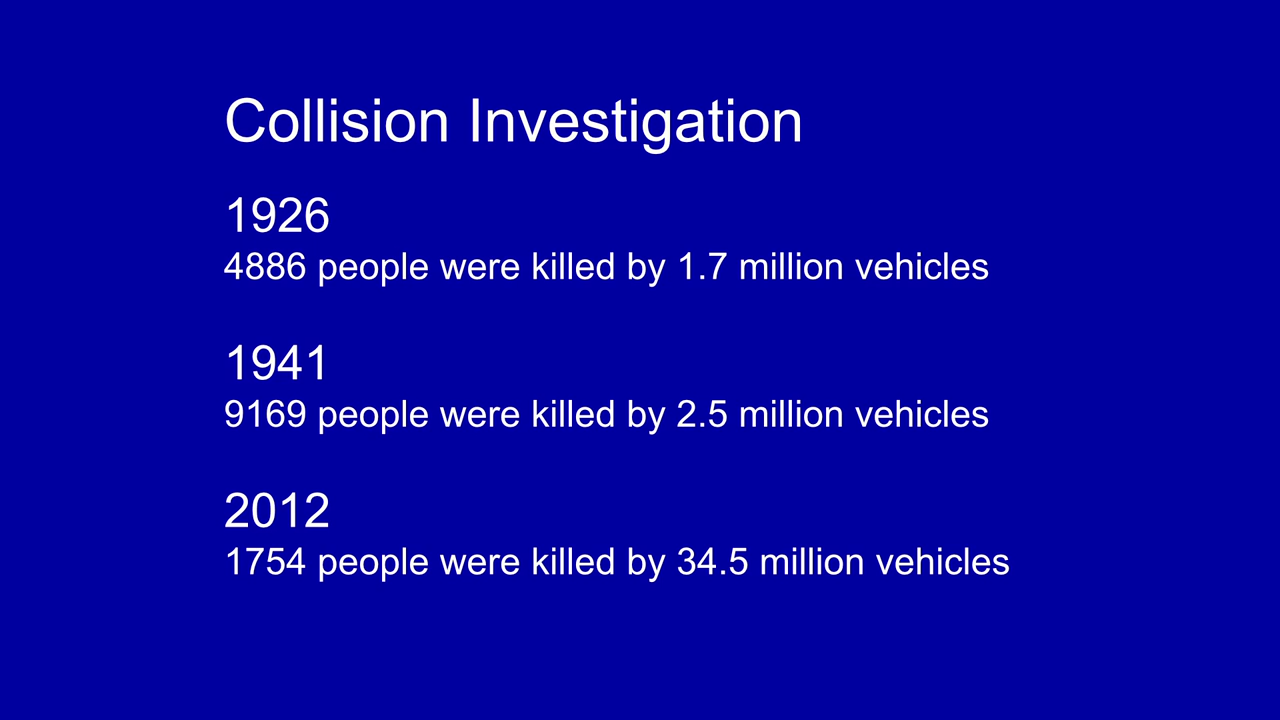 Collision Investigation
1926
4886 people were killed by 1.7 million vehicles
1941
9169 people were killed by 2.5 million vehicles
2012
1754 people were killed by 34.5 million vehicles